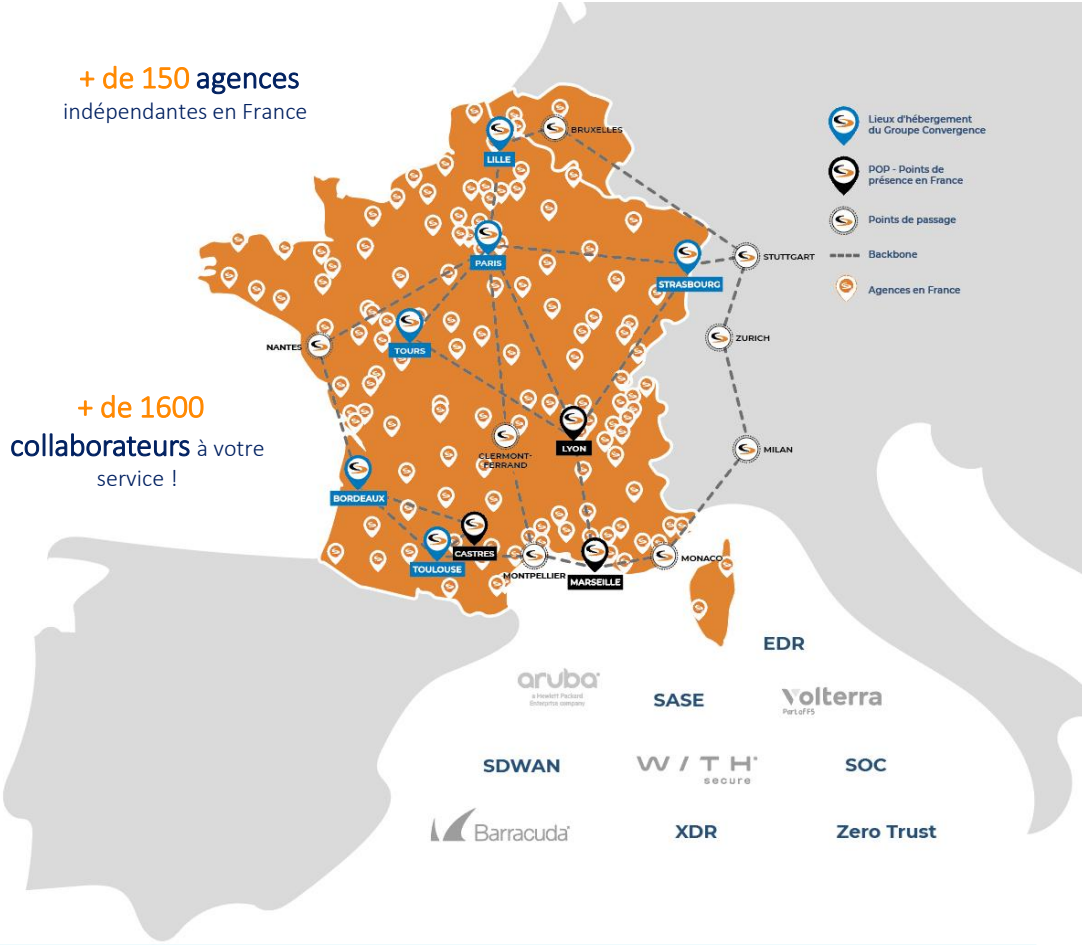 + de 150 agences
indépendantes en France
Lieux d'hébergement
du Groupe Convergence
POP - Points de
présence en France
Points de passage
Backbone
Agences en France
BRUXELLES
LILLE
PARIS
STRASBOURG
STUTTGART
NANTES
TOURS
ZURICH
+ de 1600
collaborateurs à votre
service !
LYON
CLERMONT-
FERRAND
MILAN
BORDEAUX
CASTRES
TOULOUSE
MONTPELLIER
MARSEILLE
MONACO
EDR
aruba
a Hewlett Packard
Enterprise company
SASE
Volterra
Part of F5
SDWAN
W / T H
secure
SOC
Barracuda
XDR
Zero Trust